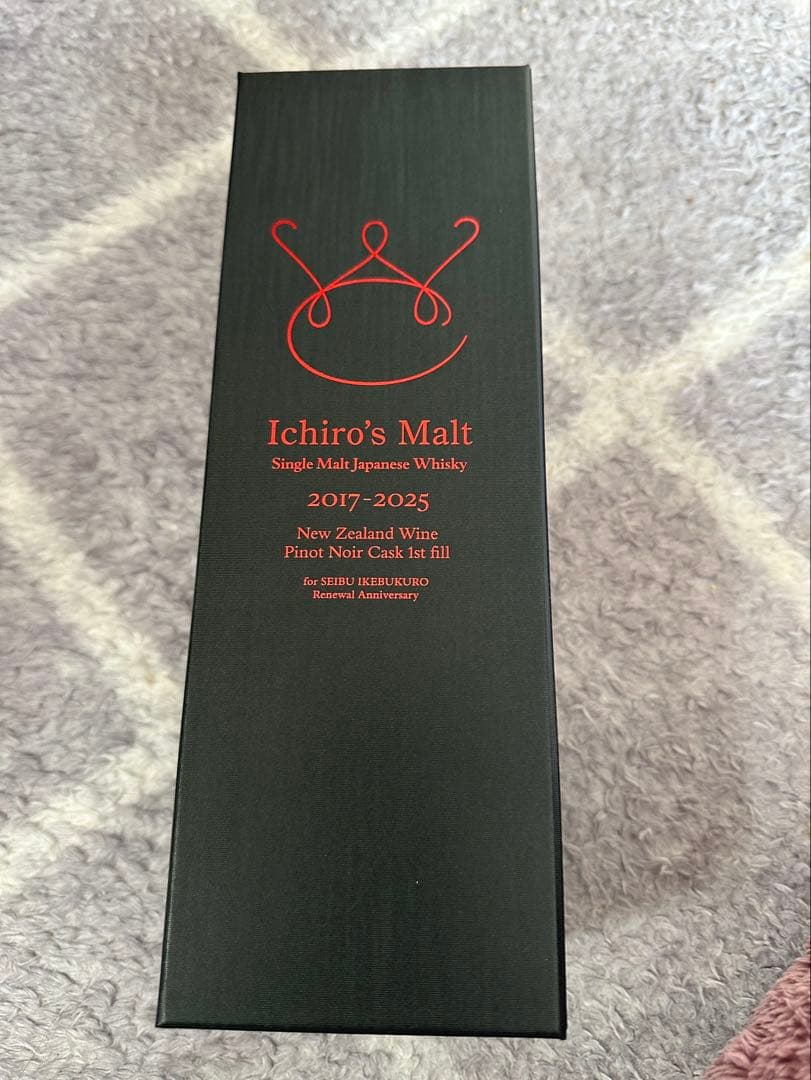 Ichiro's Malt
Single Malt Japanese Whisky
2017-2025
New Zealand Wine
Pinot Noir Cask 1st fill
for SEIBU IKEBUKURO
Renewal Anniversary